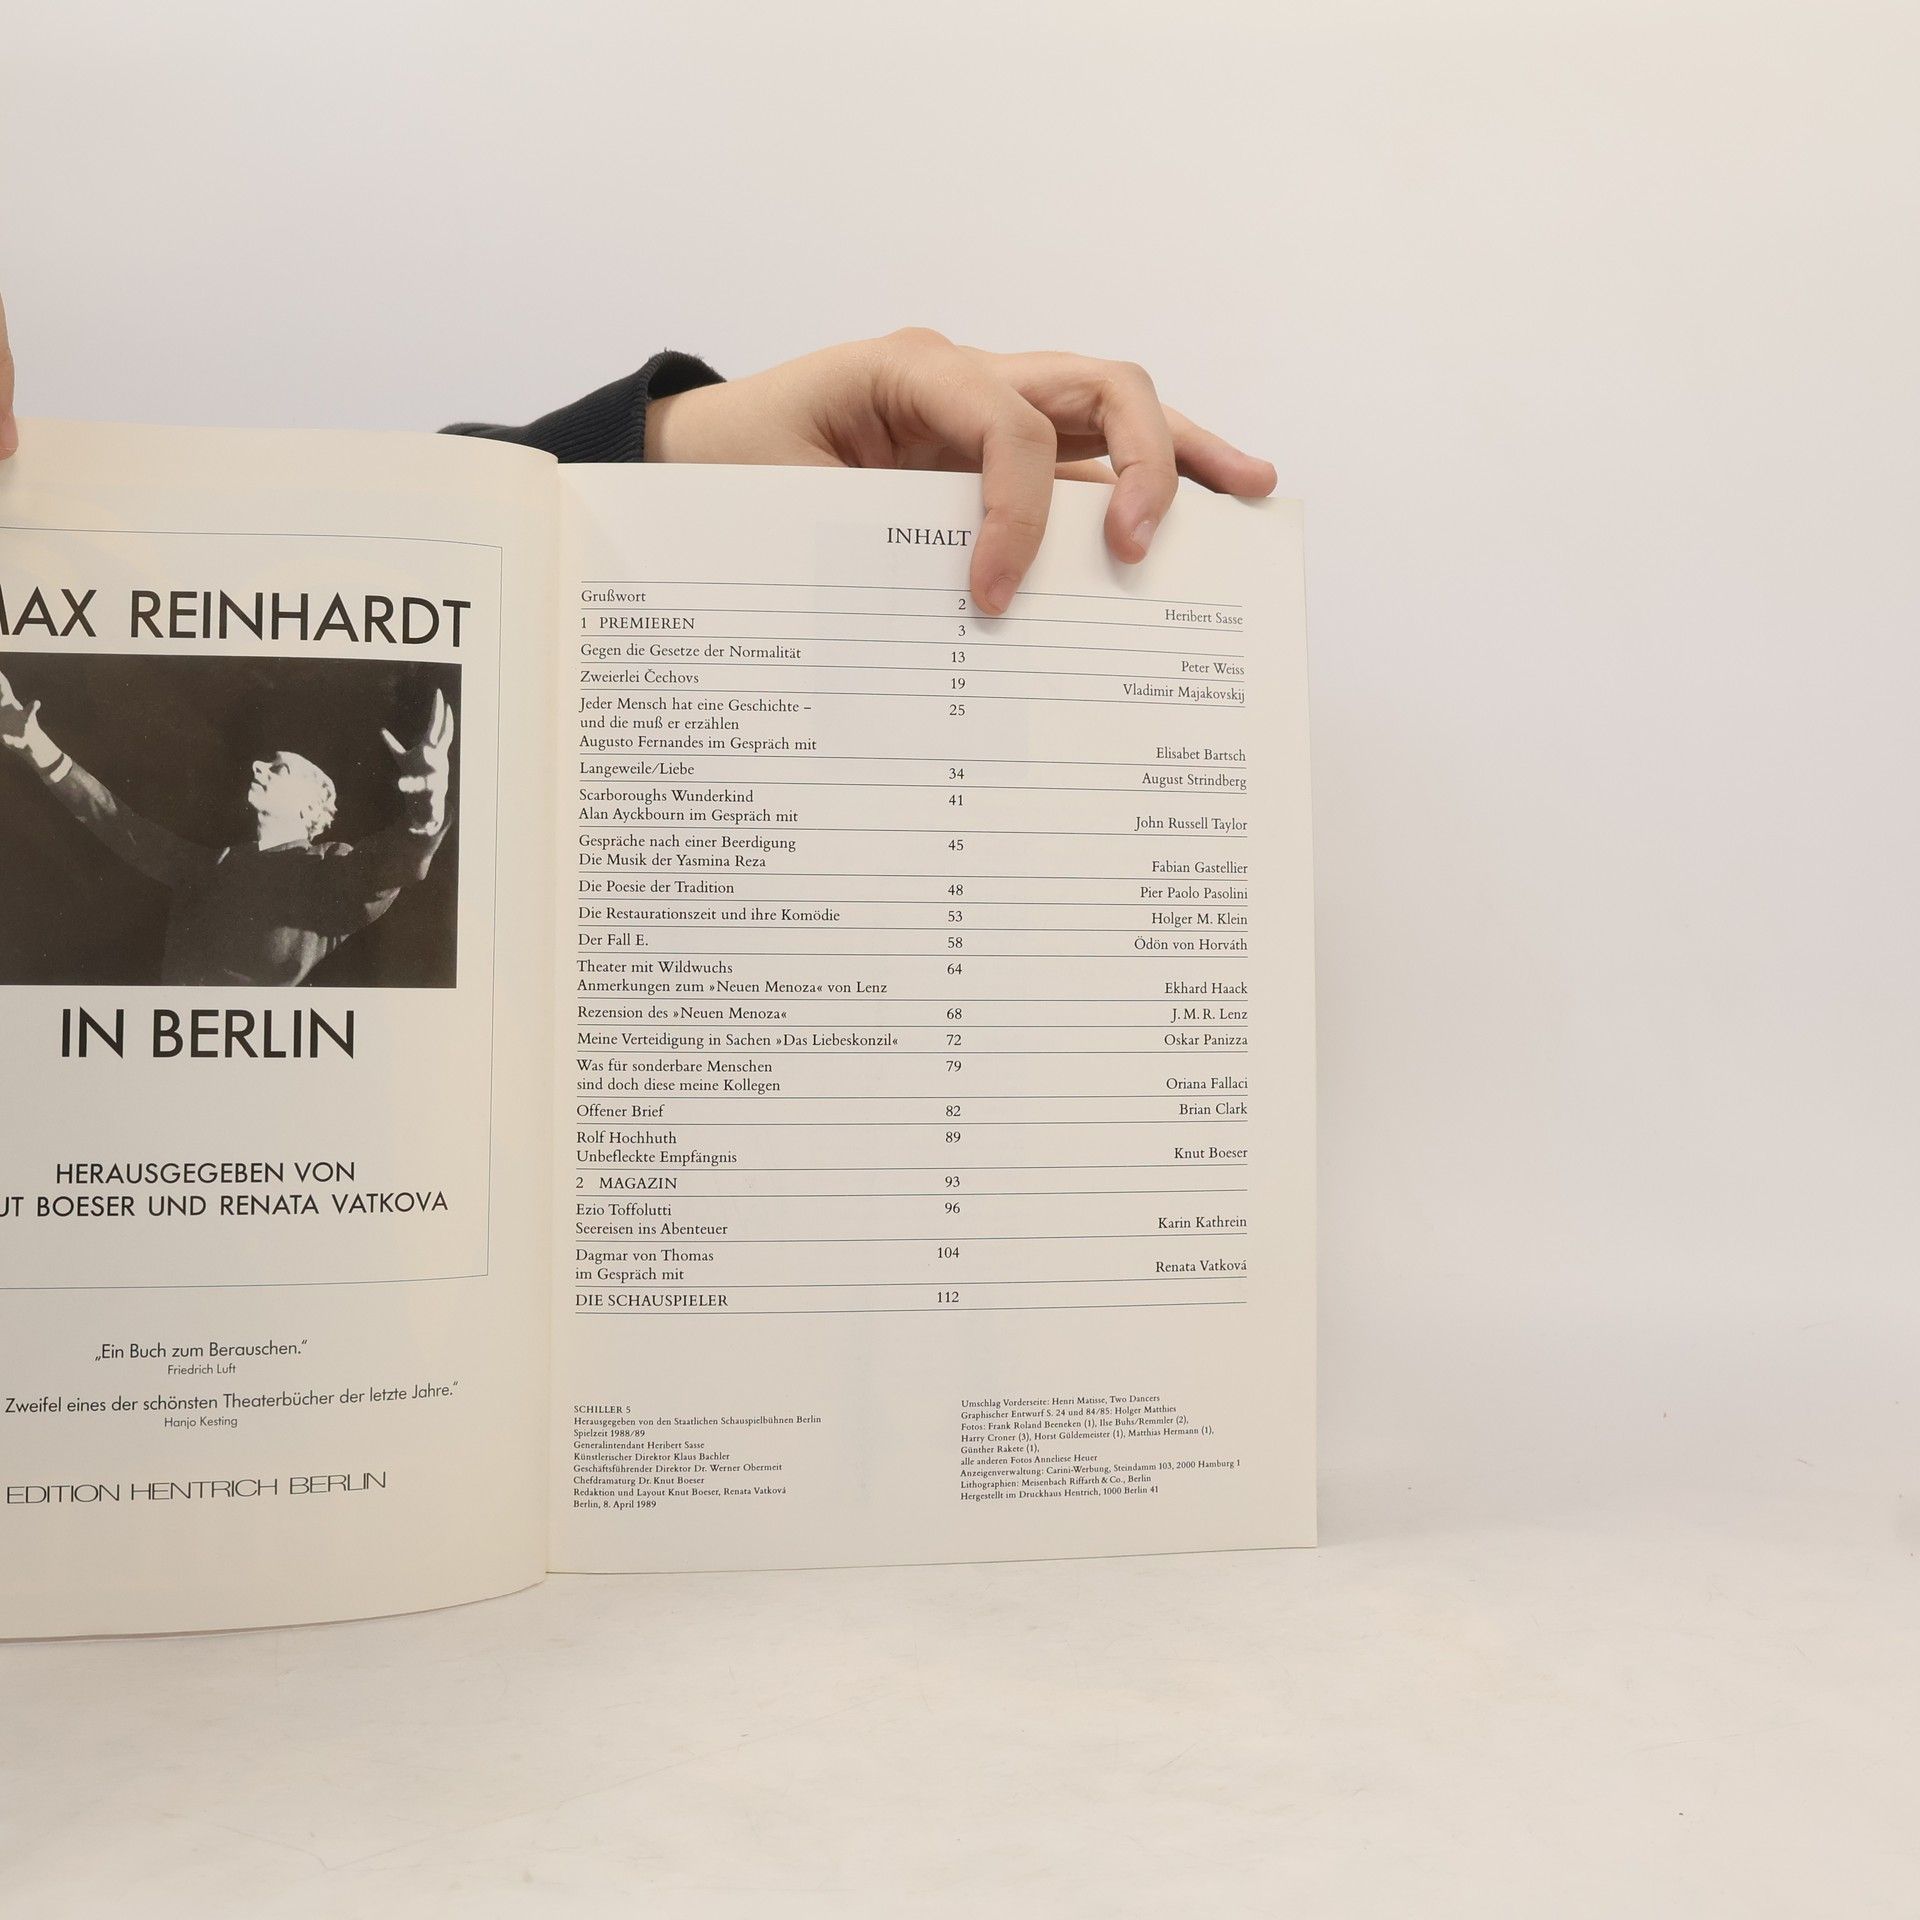 REINHARDT
IN BERLIN
HERAUSGEGEBEN VON
BOESER UND RENATA VATKOVA
„Ein Buch zum Berauschen.“
Friedrich Luft
Zweifel eines der schönsten Theaterbücher der letzte Jahre.“
Hanjo Kesting
EDITION HENTRICH BERLIN
INHALT
Grußwort 2 Heribert Sasse
1 PREMIEREN 3
Gegen die Gesetze der Normalität 13 Peter Weiss
Zweierlei Čechovs 19 Vladimir Majakovskij
Jeder Mensch hat eine Geschichte – 25
und die muß er erzählen
Augusto Fernandes im Gespräch mit Elisabet Bartsch
Langeweile/Liebe 34 August Strindberg
Scarboroughs Wunderkind 41
Alan Ayckbourn im Gespräch mit John Russell Taylor
Gespräche nach einer Beerdigung 45
Die Musik der Yasmina Reza Fabian Gastellier
Die Poesie der Tradition 48 Pier Paolo Pasolini
Die Restaurationszeit und ihre Komödie 53 Holger M. Klein
Der Fall E. 58 Ödön von Horváth
Theater mit Wildwuchs 64
Anmerkungen zum »Neuen Menoza« von Lenz Ekhard Haack
Rezension des »Neuen Menoza« 68 J. M. R. Lenz
Meine Verteidigung in Sachen »Das Liebeskonzil« 72 Oskar Panizza
Was für sonderbare Menschen 79
sind doch diese meine Kollegen Oriana Fallaci
Offener Brief 82 Brian Clark
Rolf Hochhuth 89
Unbefleckte Empfängnis Knut Boeser
2 MAGAZIN 93
Ezio Toffolutti 96
Seereisen ins Abenteuer Karin Kathrein
Dagmar von Thomas 104
im Gespräch mit Renata Vatková
DIE SCHAUSPIELER 112
SCHILLER 5
Herausgegeben von den Staatlichen Schauspielbühnen Berlin
Spielzeit 1988/89
Generalintendant Heribert Sasse
Künstlerischer Direktor Klaus Bachler
Geschäftsführender Direktor Dr. Werner Obermeit
Chefdramaturg Dr. Knut Boeser
Redaktion und Layout Knut Boeser, Renata Vatková
Berlin, 8. April 1989
Umschlag Vorderseite: Henri Matisse, Two Dancers
Graphischer Entwurf S. 24 und 84/85: Holger Matthies
Fotos: Frank Roland Beeneken (1), Ilse Buhs/Remmler (2),
Harry Croner (3), Horst Güldemeister (1), Matthias Hermann (1),
Günther Rakete (1),
alle anderen Fotos Anneliese Heuer
Anzeigenverwaltung: Carini-Werbung, Steindamm 103, 2000 Hamburg 1
Lithographien: Meisenbach Riffarth & Co., Berlin
Hergestellt im Druckhaus Hentrich, 1000 Berlin 41